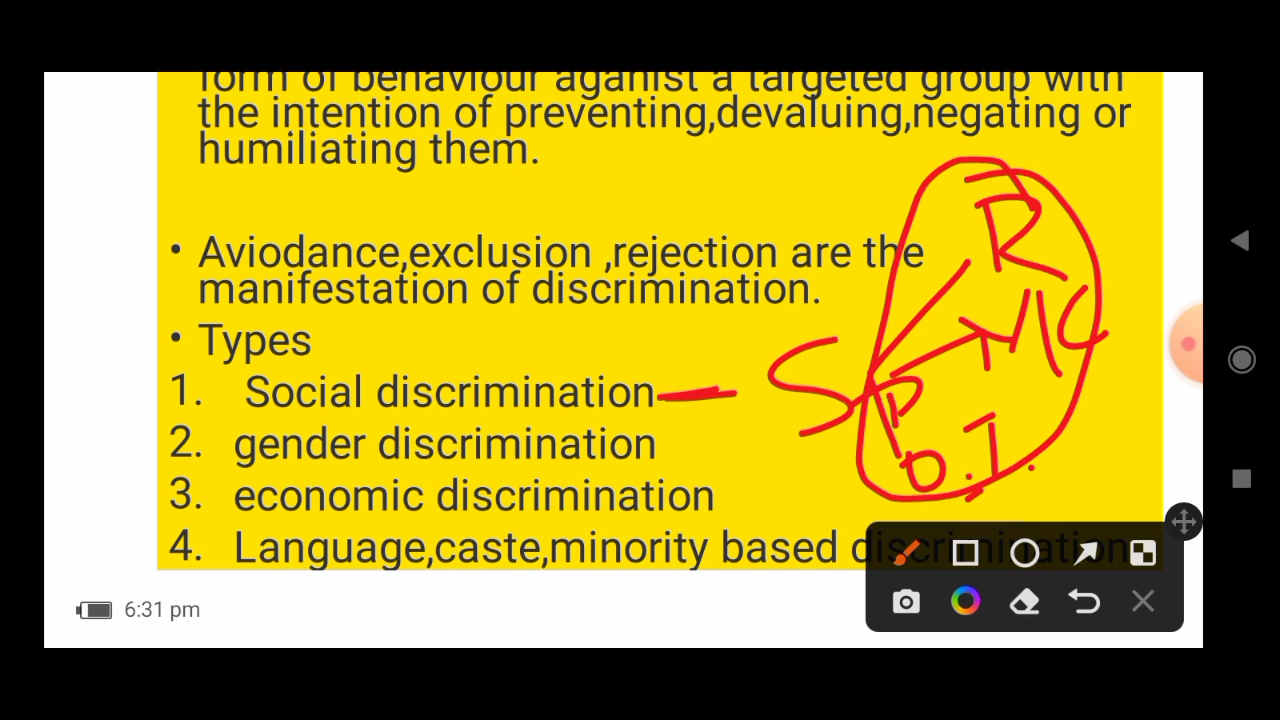 form of behaviour aganist a targeted group with
the intention of preventing,devaluing,negating or
humiliating them.
• Aviodance,exclusion ,rejection are the
manifestation of discrimination.
• Types
1. Social discrimination
2. gender discrimination
3. economic discrimination
4. Language,caste,minority based discrimination
R
MC
S
P
O.I.
6:31 pm